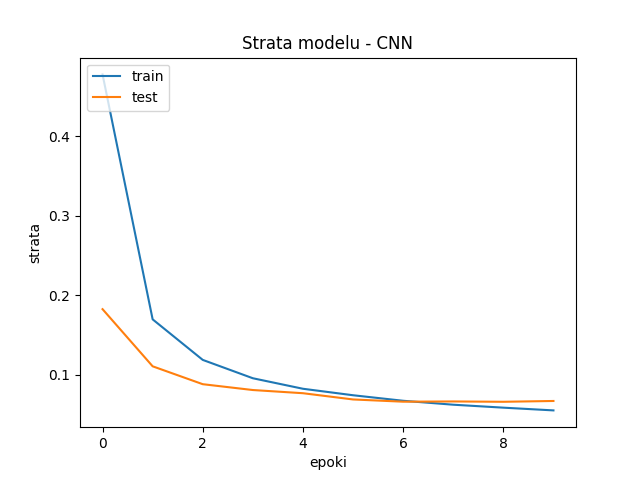 Strata modelu - CNN
train
test
strata
0.4
0.3
0.2
0.1
0 2 4 6 8
epoki